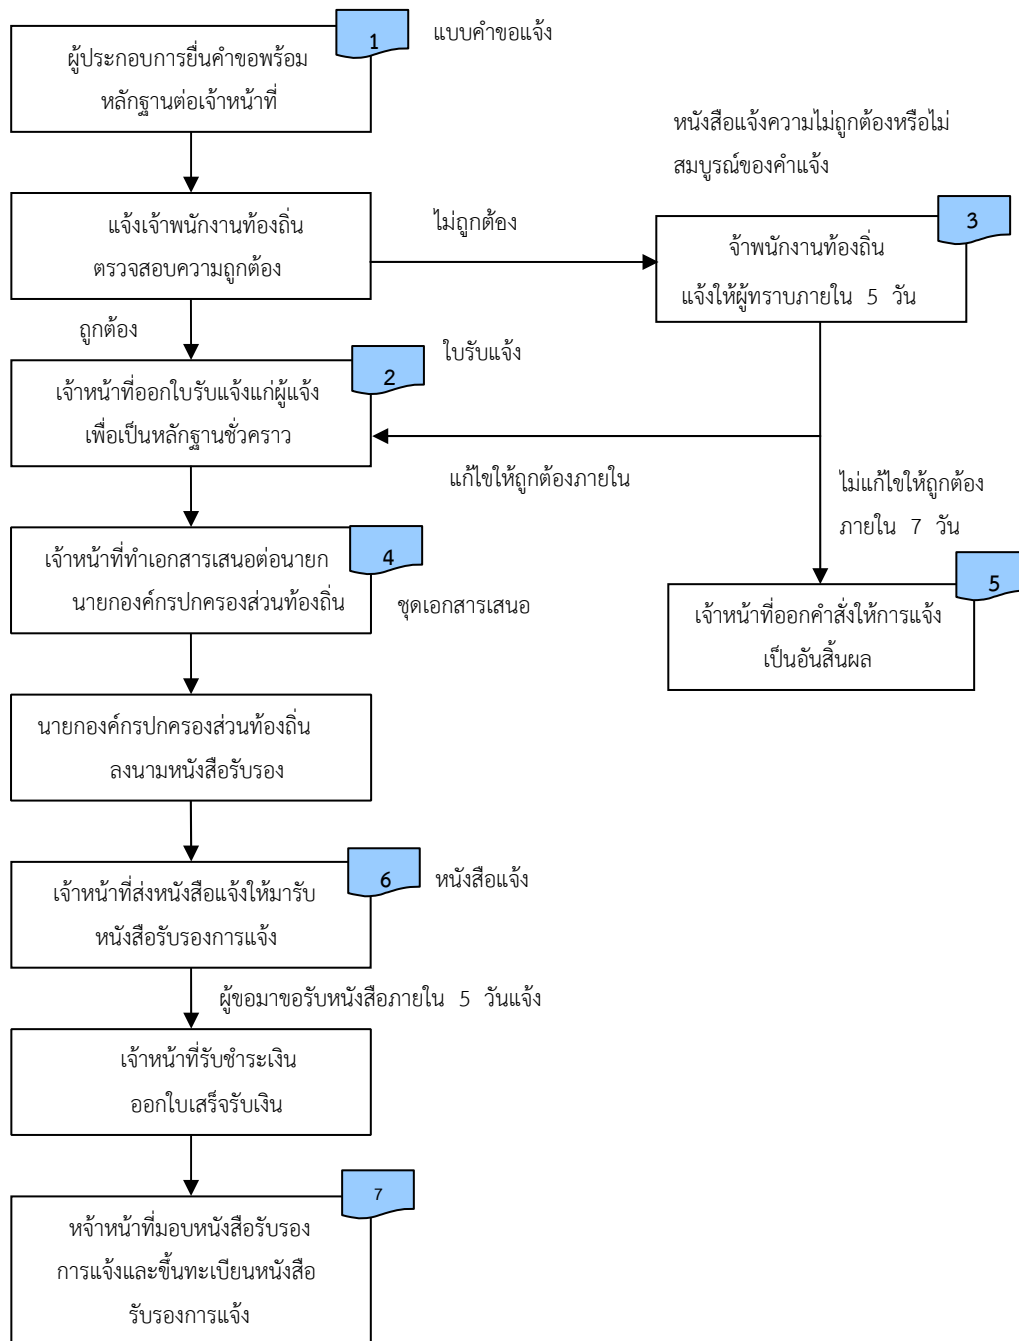 1
แบบคำขอแจ้ง
ผู้ประกอบการยื่นคำขอพร้อม
หลักฐานต่อเจ้าหน้าที่
หนังสือแจ้งความไม่ถูกต้องหรือไม่
สมบูรณ์ของคำแจ้ง
แจ้งเจ้าพนักงานท้องถิ่น
ตรวจสอบความถูกต้อง
ไม่ถูกต้อง
3
จ้าพนักงานท้องถิ่น
แจ้งให้ผู้ทราบภายใน 5 วัน
ถูกต้อง
2
ใบรับแจ้ง
เจ้าหน้าที่ออกใบรับแจ้งแก่ผู้แจ้ง
เพื่อเป็นหลักฐานชั่วคราว
แก้ไขให้ถูกต้องภายใน
ไม่แก้ไขให้ถูกต้อง
ภายใน 7 วัน
4
เจ้าหน้าที่ทำเอกสารเสนอต่อนายก
นายกองค์กรปกครองส่วนท้องถิ่น
ชุดเอกสารเสนอ
5
เจ้าหน้าที่ออกคำสั่งให้การแจ้ง
เป็นอันสิ้นผล
นายกองค์กรปกครองส่วนท้องถิ่น
ลงนามหนังสือรับรอง
6
หนังสือแจ้ง
เจ้าหน้าที่ส่งหนังสือแจ้งให้มารับ
หนังสือรับรองการแจ้ง
ผู้ขอมาขอรับหนังสือภายใน 5 วันแจ้ง
เจ้าหน้าที่รับชำระเงิน
ออกใบเสร็จรับเงิน
7
หจ้าหน้าที่มอบหนังสือรับรอง
การแจ้งและขึ้นทะเบียนหนังสือ
รับรองการแจ้ง